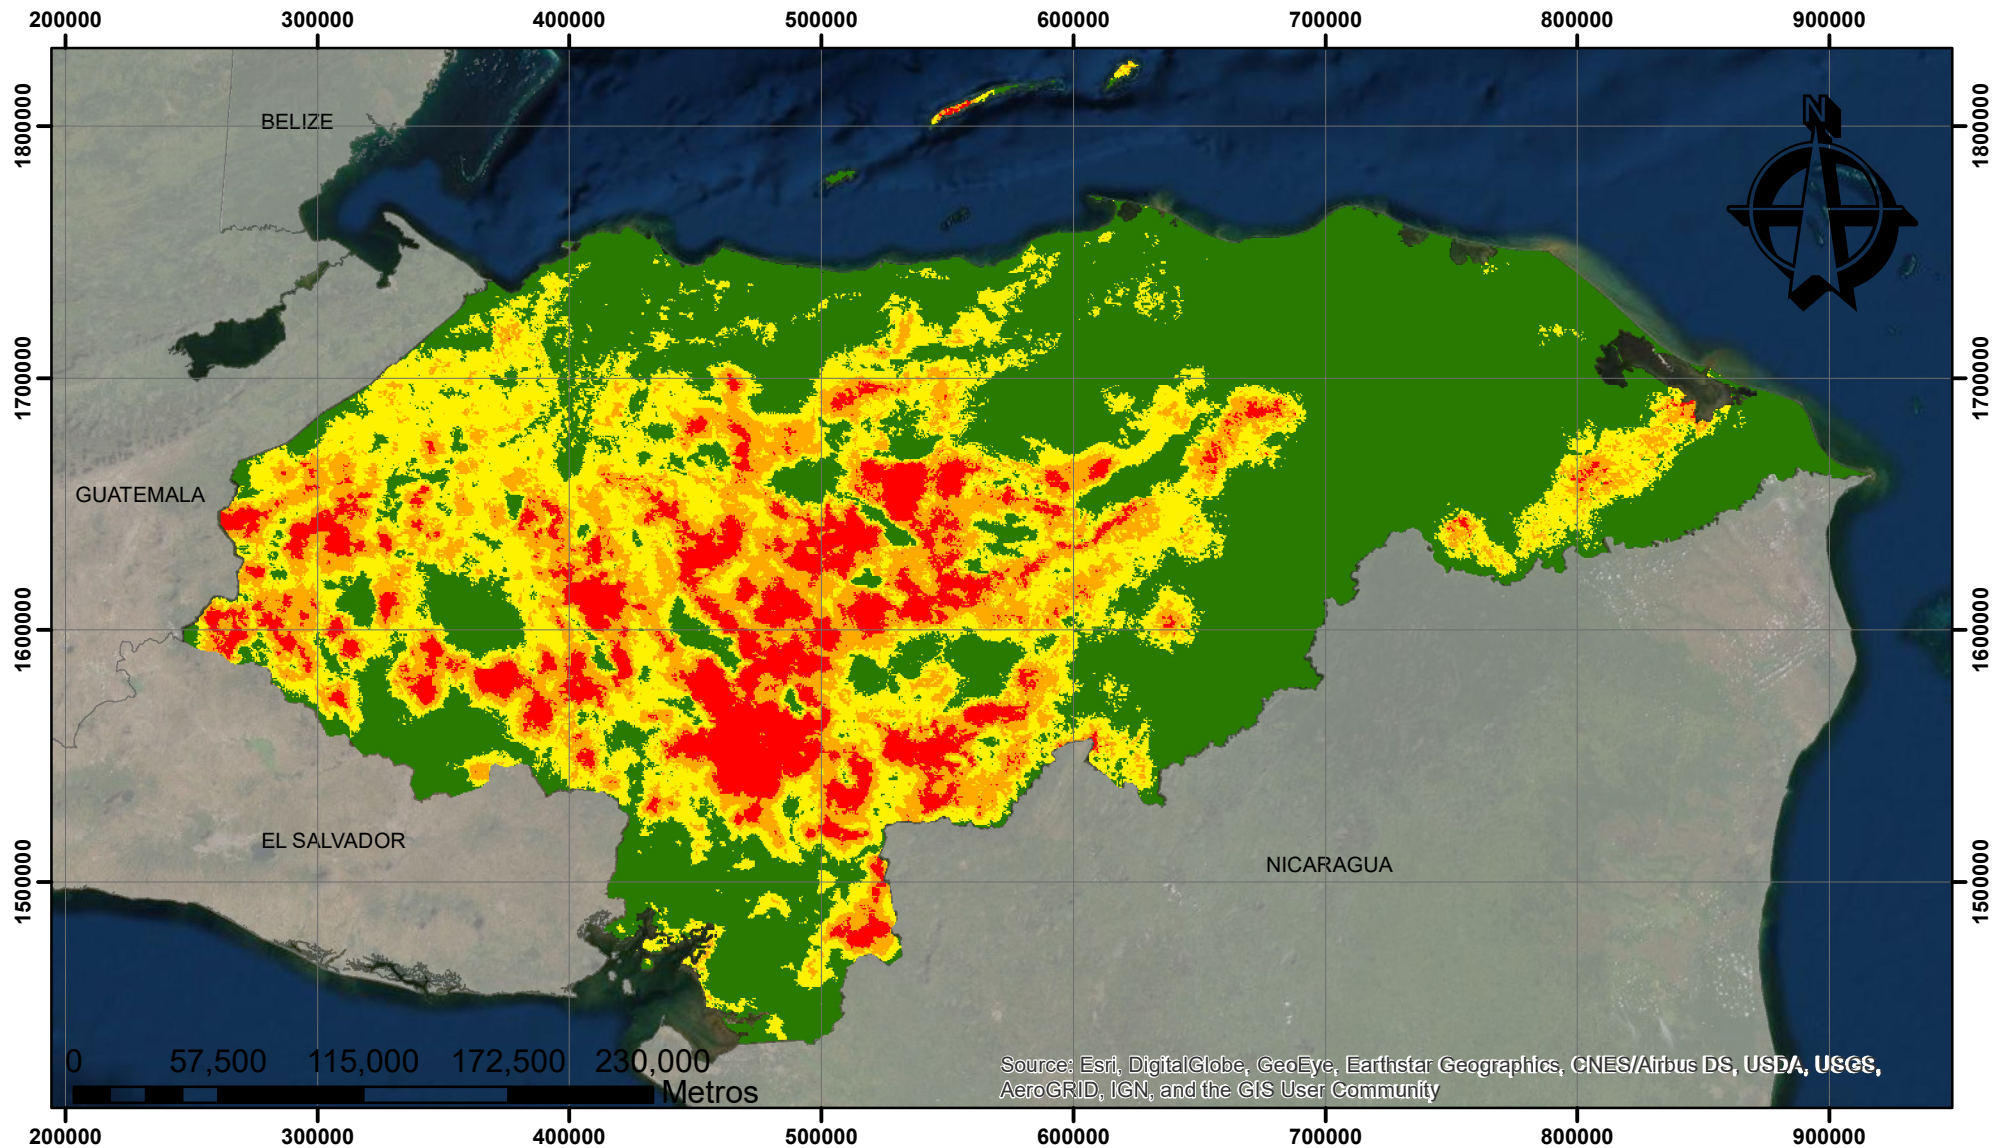 200000 300000 400000 500000 600000 700000 800000 900000
1800000
1700000
1600000
1500000
BELIZE
N
GUATEMALA
EL SALVADOR
NICARAGUA
1800000
1700000
1600000
1500000
0 57,500 115,000 172,500 230,000
Metros
Source: Esri, DigitalGlobe, GeoEye, Earthstar Geographics, CNES/Airbus DS, USDA, USGS,
AeroGRID, IGN, and the GIS User Community
200000 300000 400000 500000 600000 700000 800000 900000